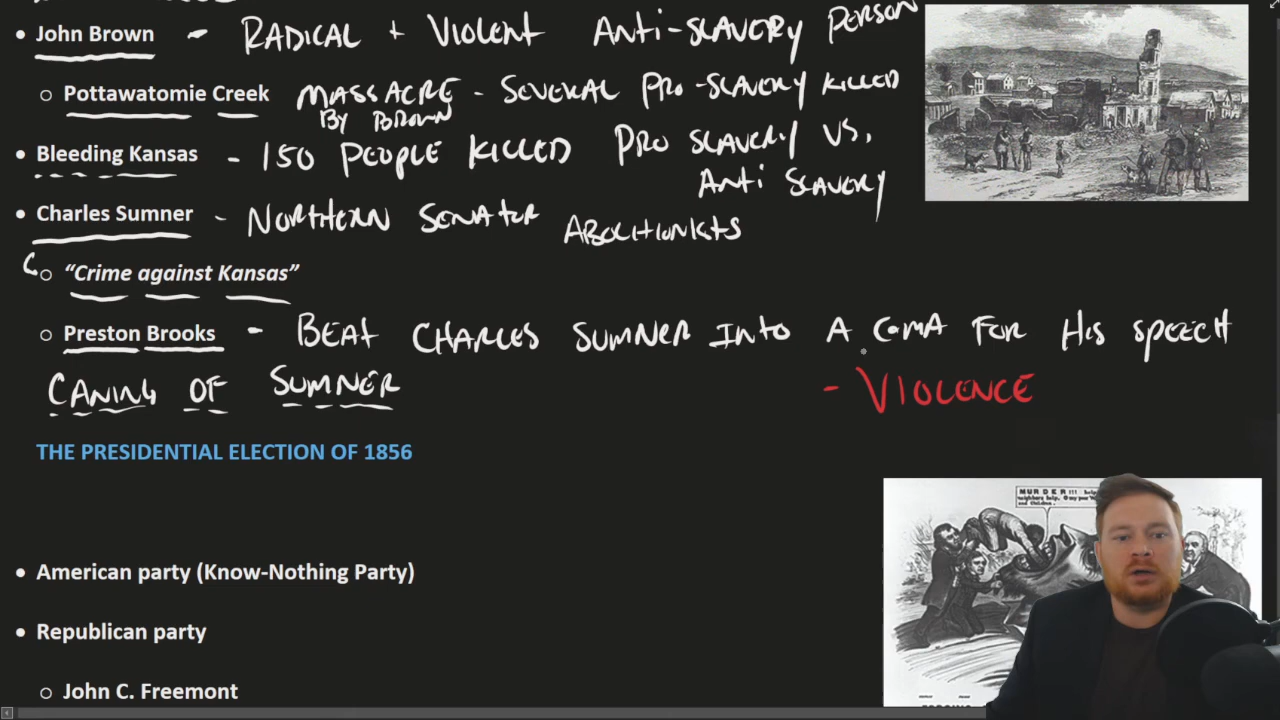 John Brown - RADICAL + VIOLENT ANTI-SLAVERY PERSON
Pottawatomie Creek MASSACRE - SEVERAL PRO-SLAVERY KILLED
BY BROWN
Bleeding Kansas - 150 PEOPLE KILLED PRO SLAVERY VS.
ANTI SLAVERY
Charles Sumner - NORTHERN SENATOR ABOLITIONISTS
“Crime against Kansas”
Preston Brooks - BEAT CHARLES SUMNER INTO A COMA FOR HIS SPEECH
CANING OF SUMNER
- VIOLENCE
THE PRESIDENTIAL ELECTION OF 1856
MURDER!!!
American party (Know-Nothing Party)
Republican party
John C. Freemont